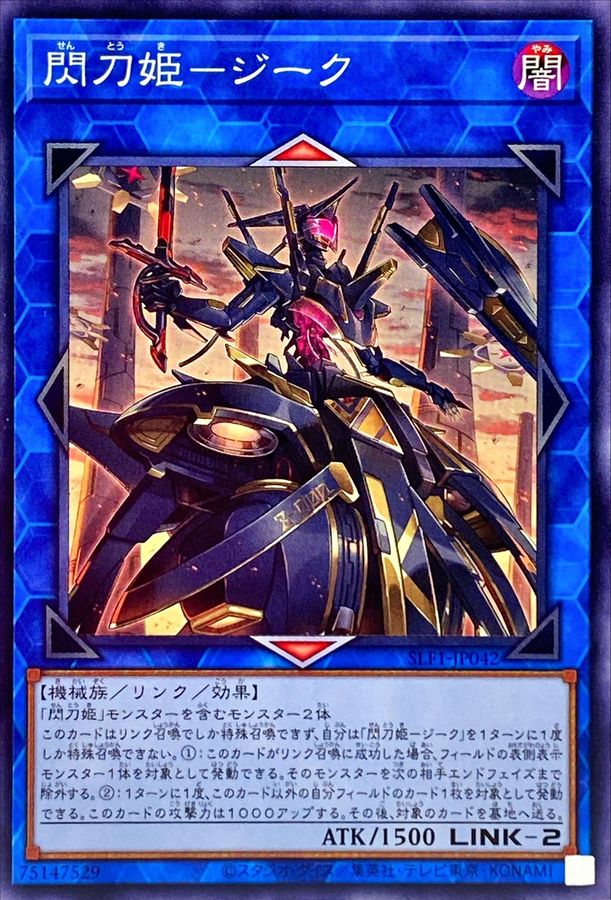 閃刀姫－ジーク
闇
SLF1-JP042
【機械族／リンク／効果】
「閃刀姫」モンスターを含むモンスター２体
このカードはリンク召喚でしか特殊召喚できず、自分は「閃刀姫－ジーク」を１ターンに１度
しか特殊召喚できない。①：このカードがリンク召喚に成功した場合、フィールドの表側表示
モンスター１体を対象として発動できる。そのモンスターを次の相手エンドフェイズまで
除外する。②：１ターンに１度、このカード以外の自分フィールドのカード１枚を対象として発動
できる。このカードの攻撃力は１０００アップする。その後、対象のカードを墓地へ送る。
ATK/1500 LINK-2
75147529 ©スタジオ・ダイス／集英社・テレビ東京・KONAMI